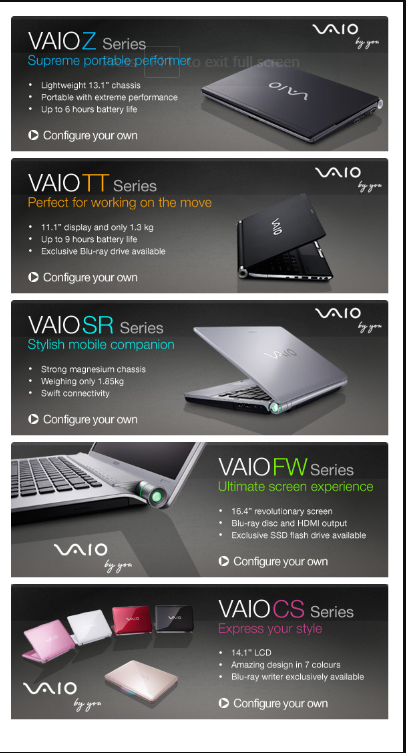 VAIO Z Series
VAIO
by you
Supreme portable performer
to exit full screen
• Lightweight 13.1" chassis
• Portable with extreme performance
• Up to 6 hours battery life
VAIO
Configure your own
VAIO TT Series
VAIO
by you
Perfect for working on the move
• 11.1" display and only 1.3 kg
• Up to 9 hours battery life
• Exclusive Blu-ray drive available
VAIO
Configure your own
VAIO SR Series
VAIO
by you
Stylish mobile companion
• Strong magnesium chassis
• Weighing only 1.85kg
• Swift connectivity
VAIO
Configure your own
VAIO FW Series
Ultimate screen experience
• 16.4" revolutionary screen
• Blu-ray disc and HDMI output
• Exclusive SSD flash drive available
VAIO
by you
Configure your own
VAIO CS Series
Express your style
• 14.1" LCD
• Amazing design in 7 colours
• Blu-ray writer exclusively available
VAIO
by you
Configure your own